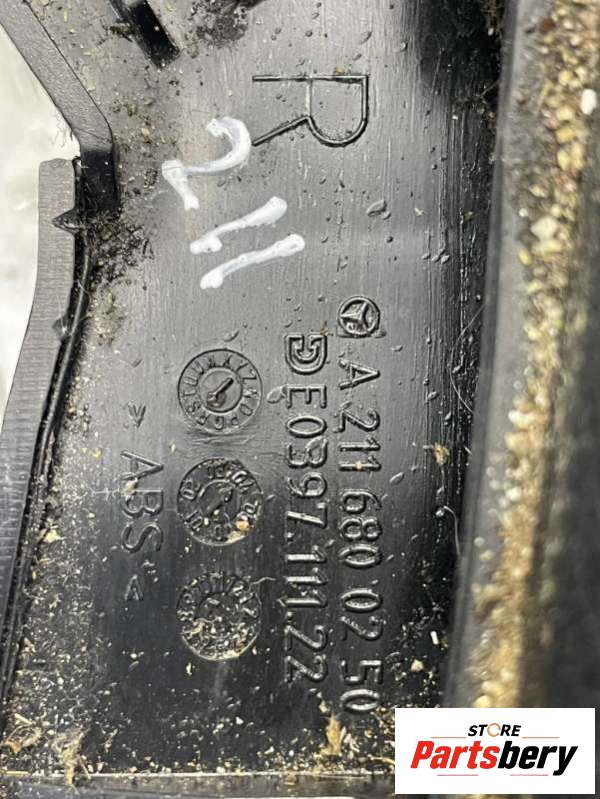 R
211
A 211 680 02 50
DE0397.111.22
> ABS <
STORE
Partsbery